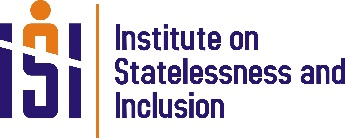 ISI
Institute on
Statelessness and
Inclusion